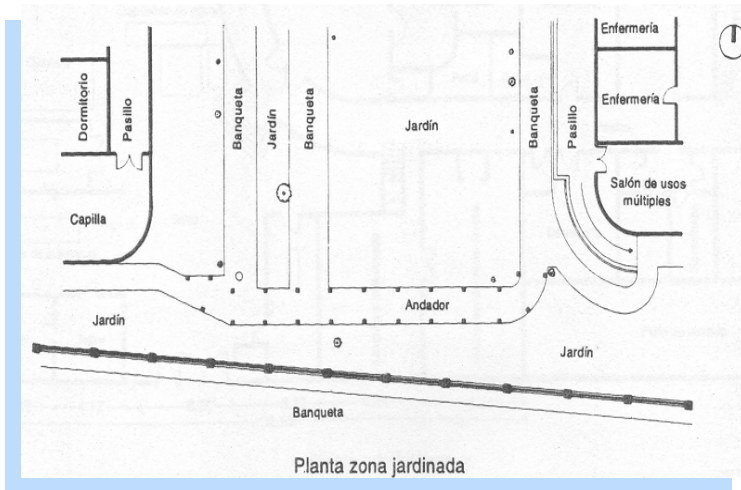 Enfermería
Dormitorio
Pasillo
Banqueta
Jardín
Banqueta
Jardín
Banqueta
Pasillo
Enfermería
Salón de usos
múltiples
Capilla
Andador
Jardín
Jardín
Banqueta
Planta zona jardinada